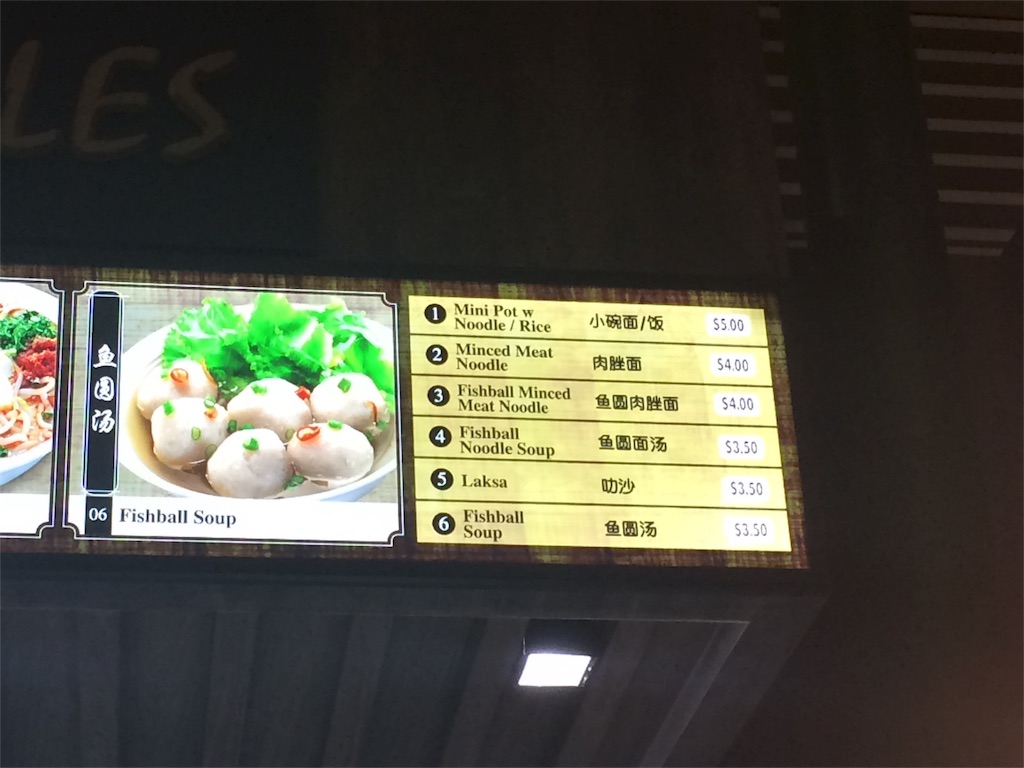 LES
鱼圆汤
06 Fishball Soup
1 Mini Pot w
Noodle / Rice 小碗面/饭 $5.00
2 Minced Meat
Noodle 肉脞面 $4.00
3 Fishball Minced
Meat Noodle 鱼圆肉脞面 $4.00
4 Fishball
Noodle Soup 鱼圆面汤 $3.50
5 Laksa 叻沙 $3.50
6 Fishball
Soup 鱼圆汤 $3.50